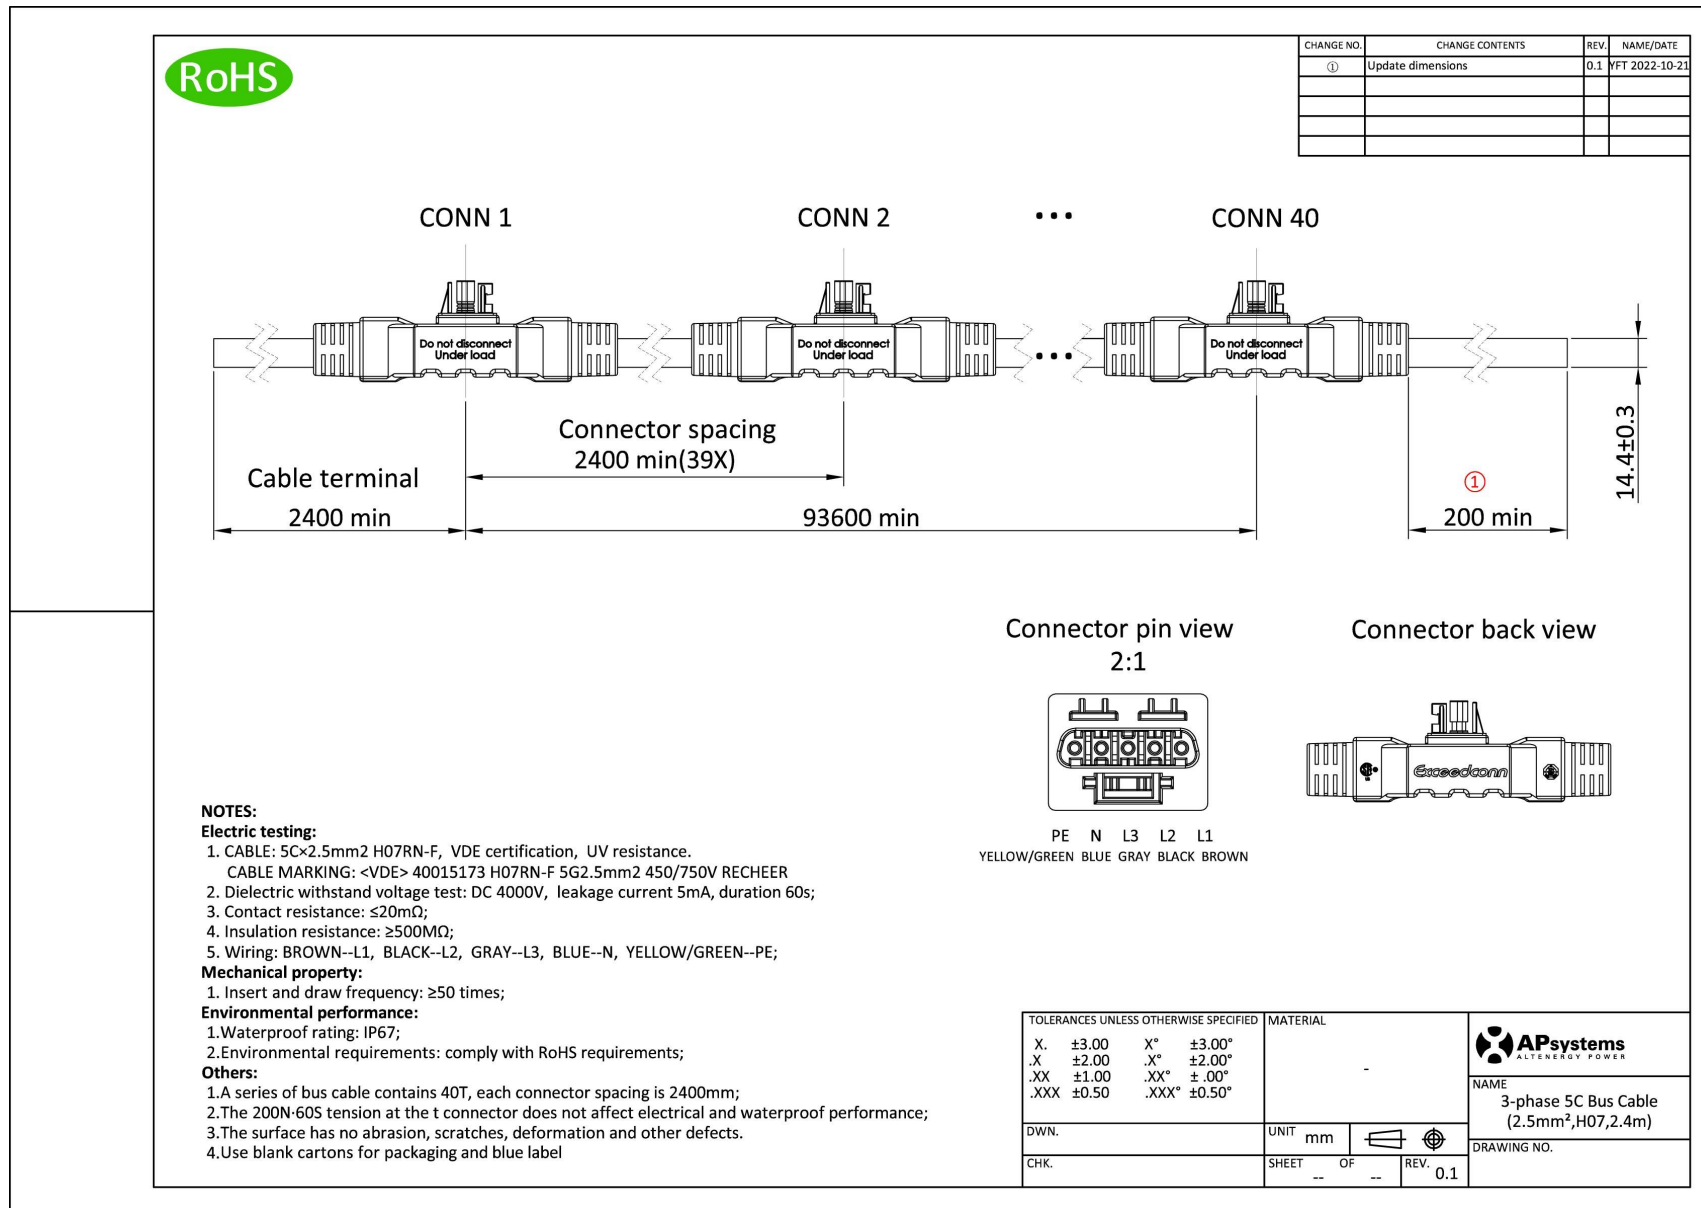 RoHS
CHANGE NO. CHANGE CONTENTS REV. NAME/DATE
① Update dimensions 0.1 YFT 2022-10-21
CONN 1 CONN 2 ••• CONN 40
Do not disconnect Do not disconnect Do not disconnect
Under load Under load Under load
Connector spacing
2400 min(39X)
Cable terminal
2400 min
93600 min
①
200 min
14.4±0.3
Connector pin view
2:1
Connector back view
Exceedconn
PE N L3 L2 L1
YELLOW/GREEN BLUE GRAY BLACK BROWN
NOTES:
Electric testing:
1. CABLE: 5C×2.5mm2 H07RN-F, VDE certification, UV resistance.
CABLE MARKING: <VDE> 40015173 H07RN-F 5G2.5mm2 450/750V RECHEER
2. Dielectric withstand voltage test: DC 4000V, leakage current 5mA, duration 60s;
3. Contact resistance: ≤20mΩ;
4. Insulation resistance: ≥500MΩ;
5. Wiring: BROWN--L1, BLACK--L2, GRAY--L3, BLUE--N, YELLOW/GREEN--PE;
Mechanical property:
1. Insert and draw frequency: ≥50 times;
Environmental performance:
1.Waterproof rating: IP67;
2.Environmental requirements: comply with RoHS requirements;
Others:
1.A series of bus cable contains 40T, each connector spacing is 2400mm;
2.The 200N·60S tension at the t connector does not affect electrical and waterproof performance;
3.The surface has no abrasion, scratches, deformation and other defects.
4.Use blank cartons for packaging and blue label
TOLERANCES UNLESS OTHERWISE SPECIFIED
X. ±3.00 X° ±3.00°
.X ±2.00 .X° ±2.00°
.XX ±1.00 .XX° ± .00°
.XXX ±0.50 .XXX° ±0.50°
DWN.
CHK.
MATERIAL
-
UNIT mm
SHEET OF
-- --
REV. 0.1
APsystems
ALTENERGY POWER
NAME
3-phase 5C Bus Cable
(2.5mm²,H07,2.4m)
DRAWING NO.